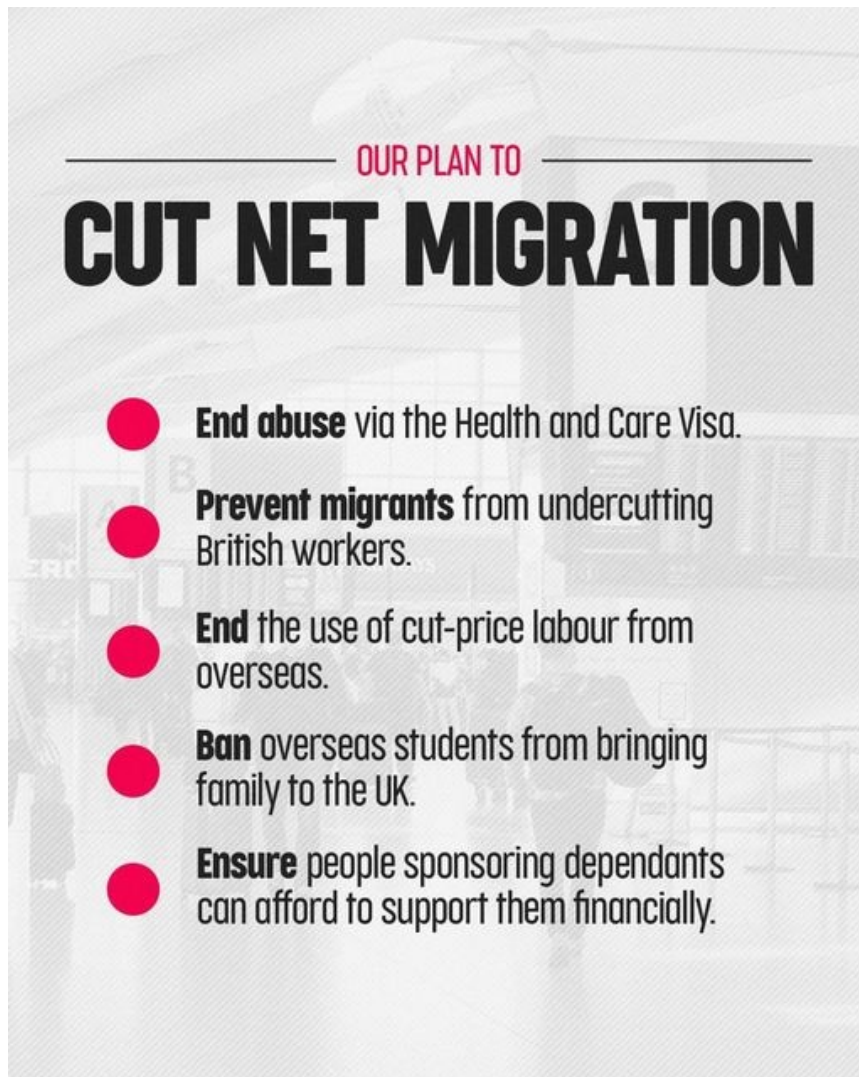 OUR PLAN TO
CUT NET MIGRATION
End abuse via the Health and Care Visa.
Prevent migrants from undercutting
British workers.
End the use of cut-price labour from
overseas.
Ban overseas students from bringing
family to the UK.
Ensure people sponsoring dependants
can afford to support them financially.